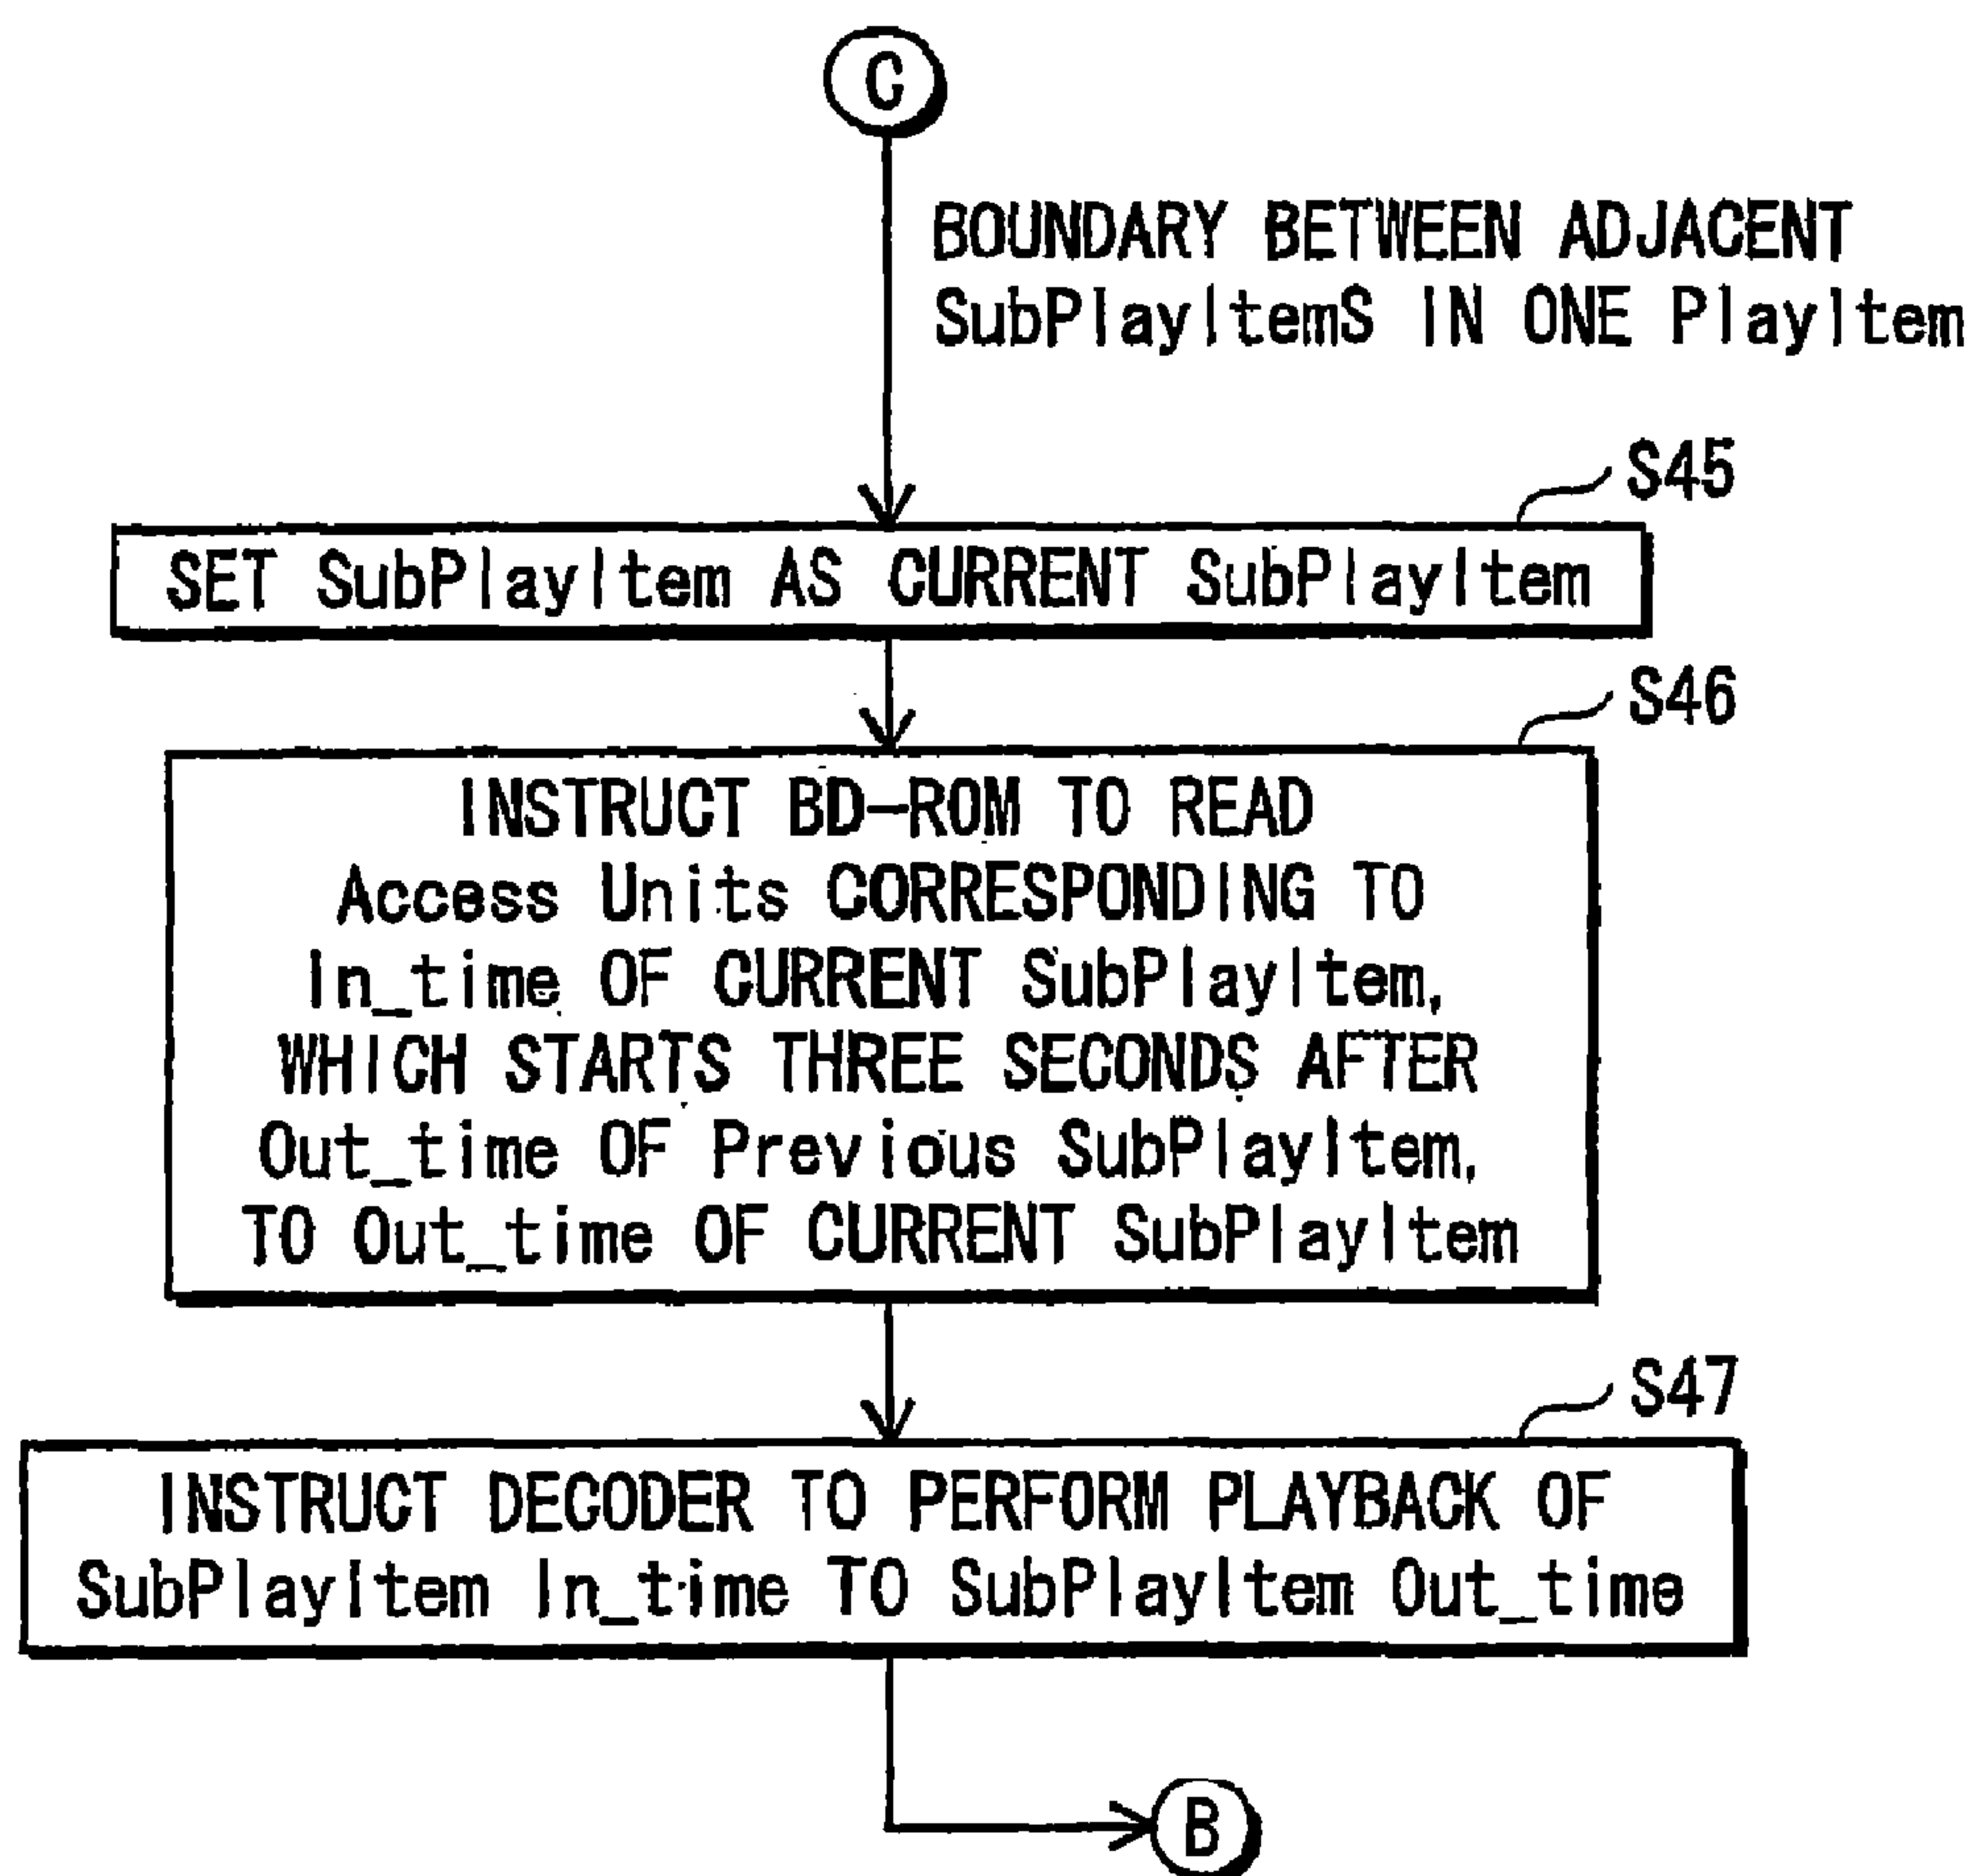 C
BOUNDARY BETWEEN ADJACENT
SubPlayItemS IN ONE PlayItem
S45
SET SubPlayItem AS CURRENT SubPlayItem
S46
INSTRUCT BD-ROM TO READ
Access Units CORRESPONDING TO
In_time OF CURRENT SubPlayItem,
WHICH STARTS THREE SECONDS AFTER
Out_time OF Previous SubPlayItem,
TO Out_time OF CURRENT SubPlayItem
S47
INSTRUCT DECODER TO PERFORM PLAYBACK OF
SubPlayItem In_time TO SubPlayItem Out_time
B